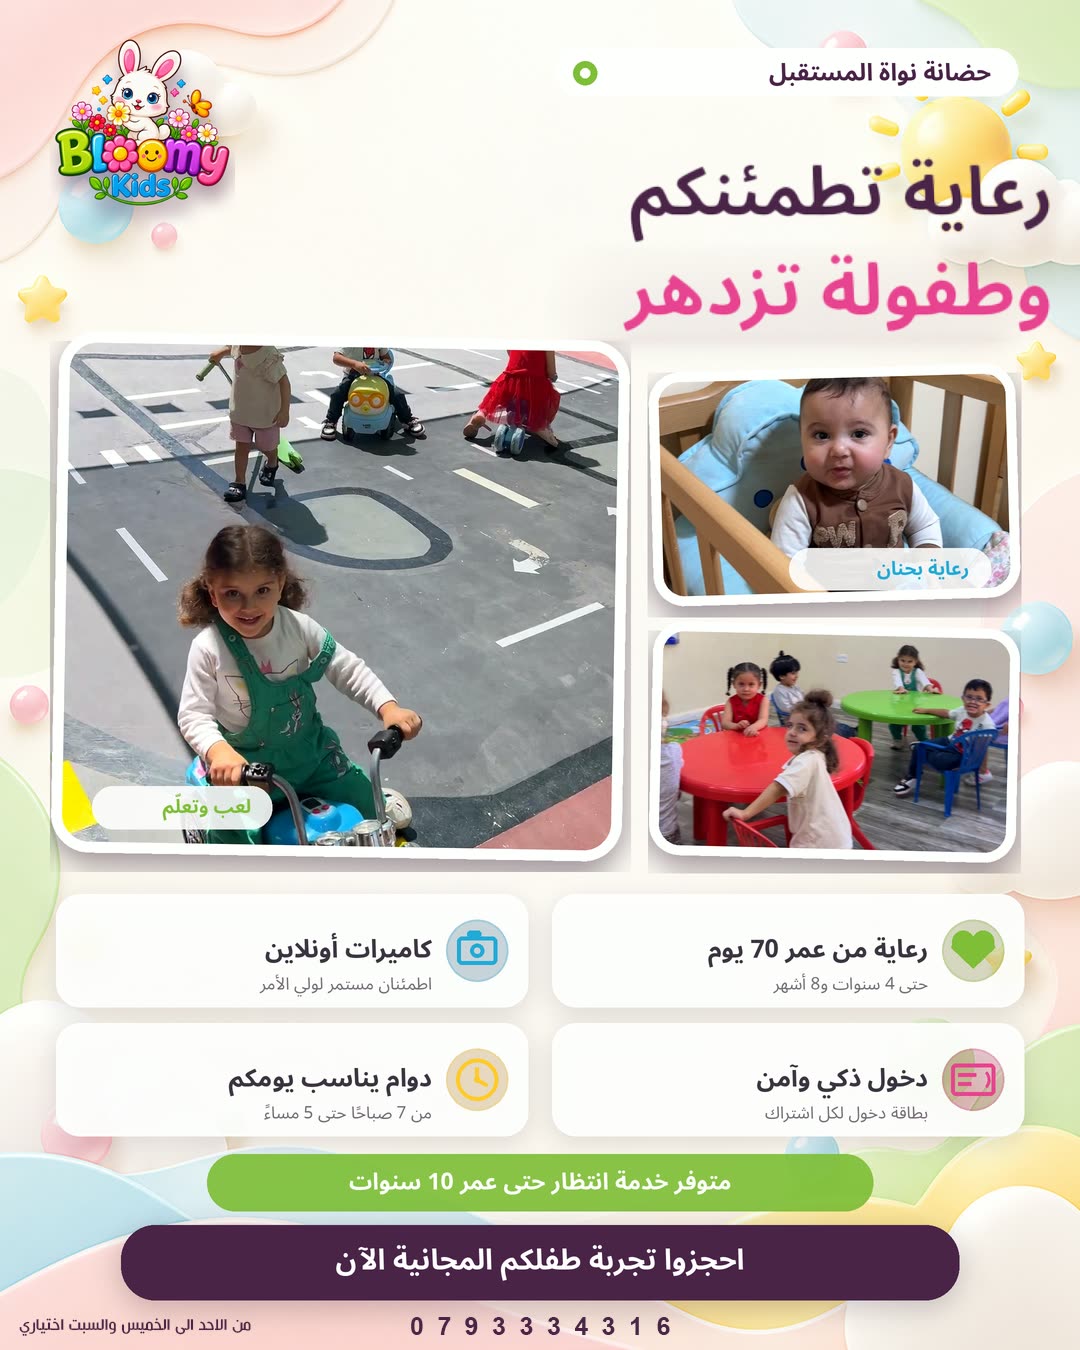 حضانة نواة المستقبل
Bloomy
Kids
رعاية تطمئنكم
وطفولة تزدهر
رعاية بحنان
لعب وتعلّم
رعاية من عمر 70 يوم
حتى 4 سنوات و8 أشهر
كاميرات أونلاين
اطمئنان مستمر لولي الأمر
دخول ذكي وآمن
بطاقة دخول لكل اشتراك
دوام يناسب يومكم
من 7 صباحًا حتى 5 مساءً
متوفر خدمة انتظار حتى عمر 10 سنوات
احجزوا تجربة طفلكم المجانية الآن
من الاحد الى الخميس والسبت اختياري
0793334316